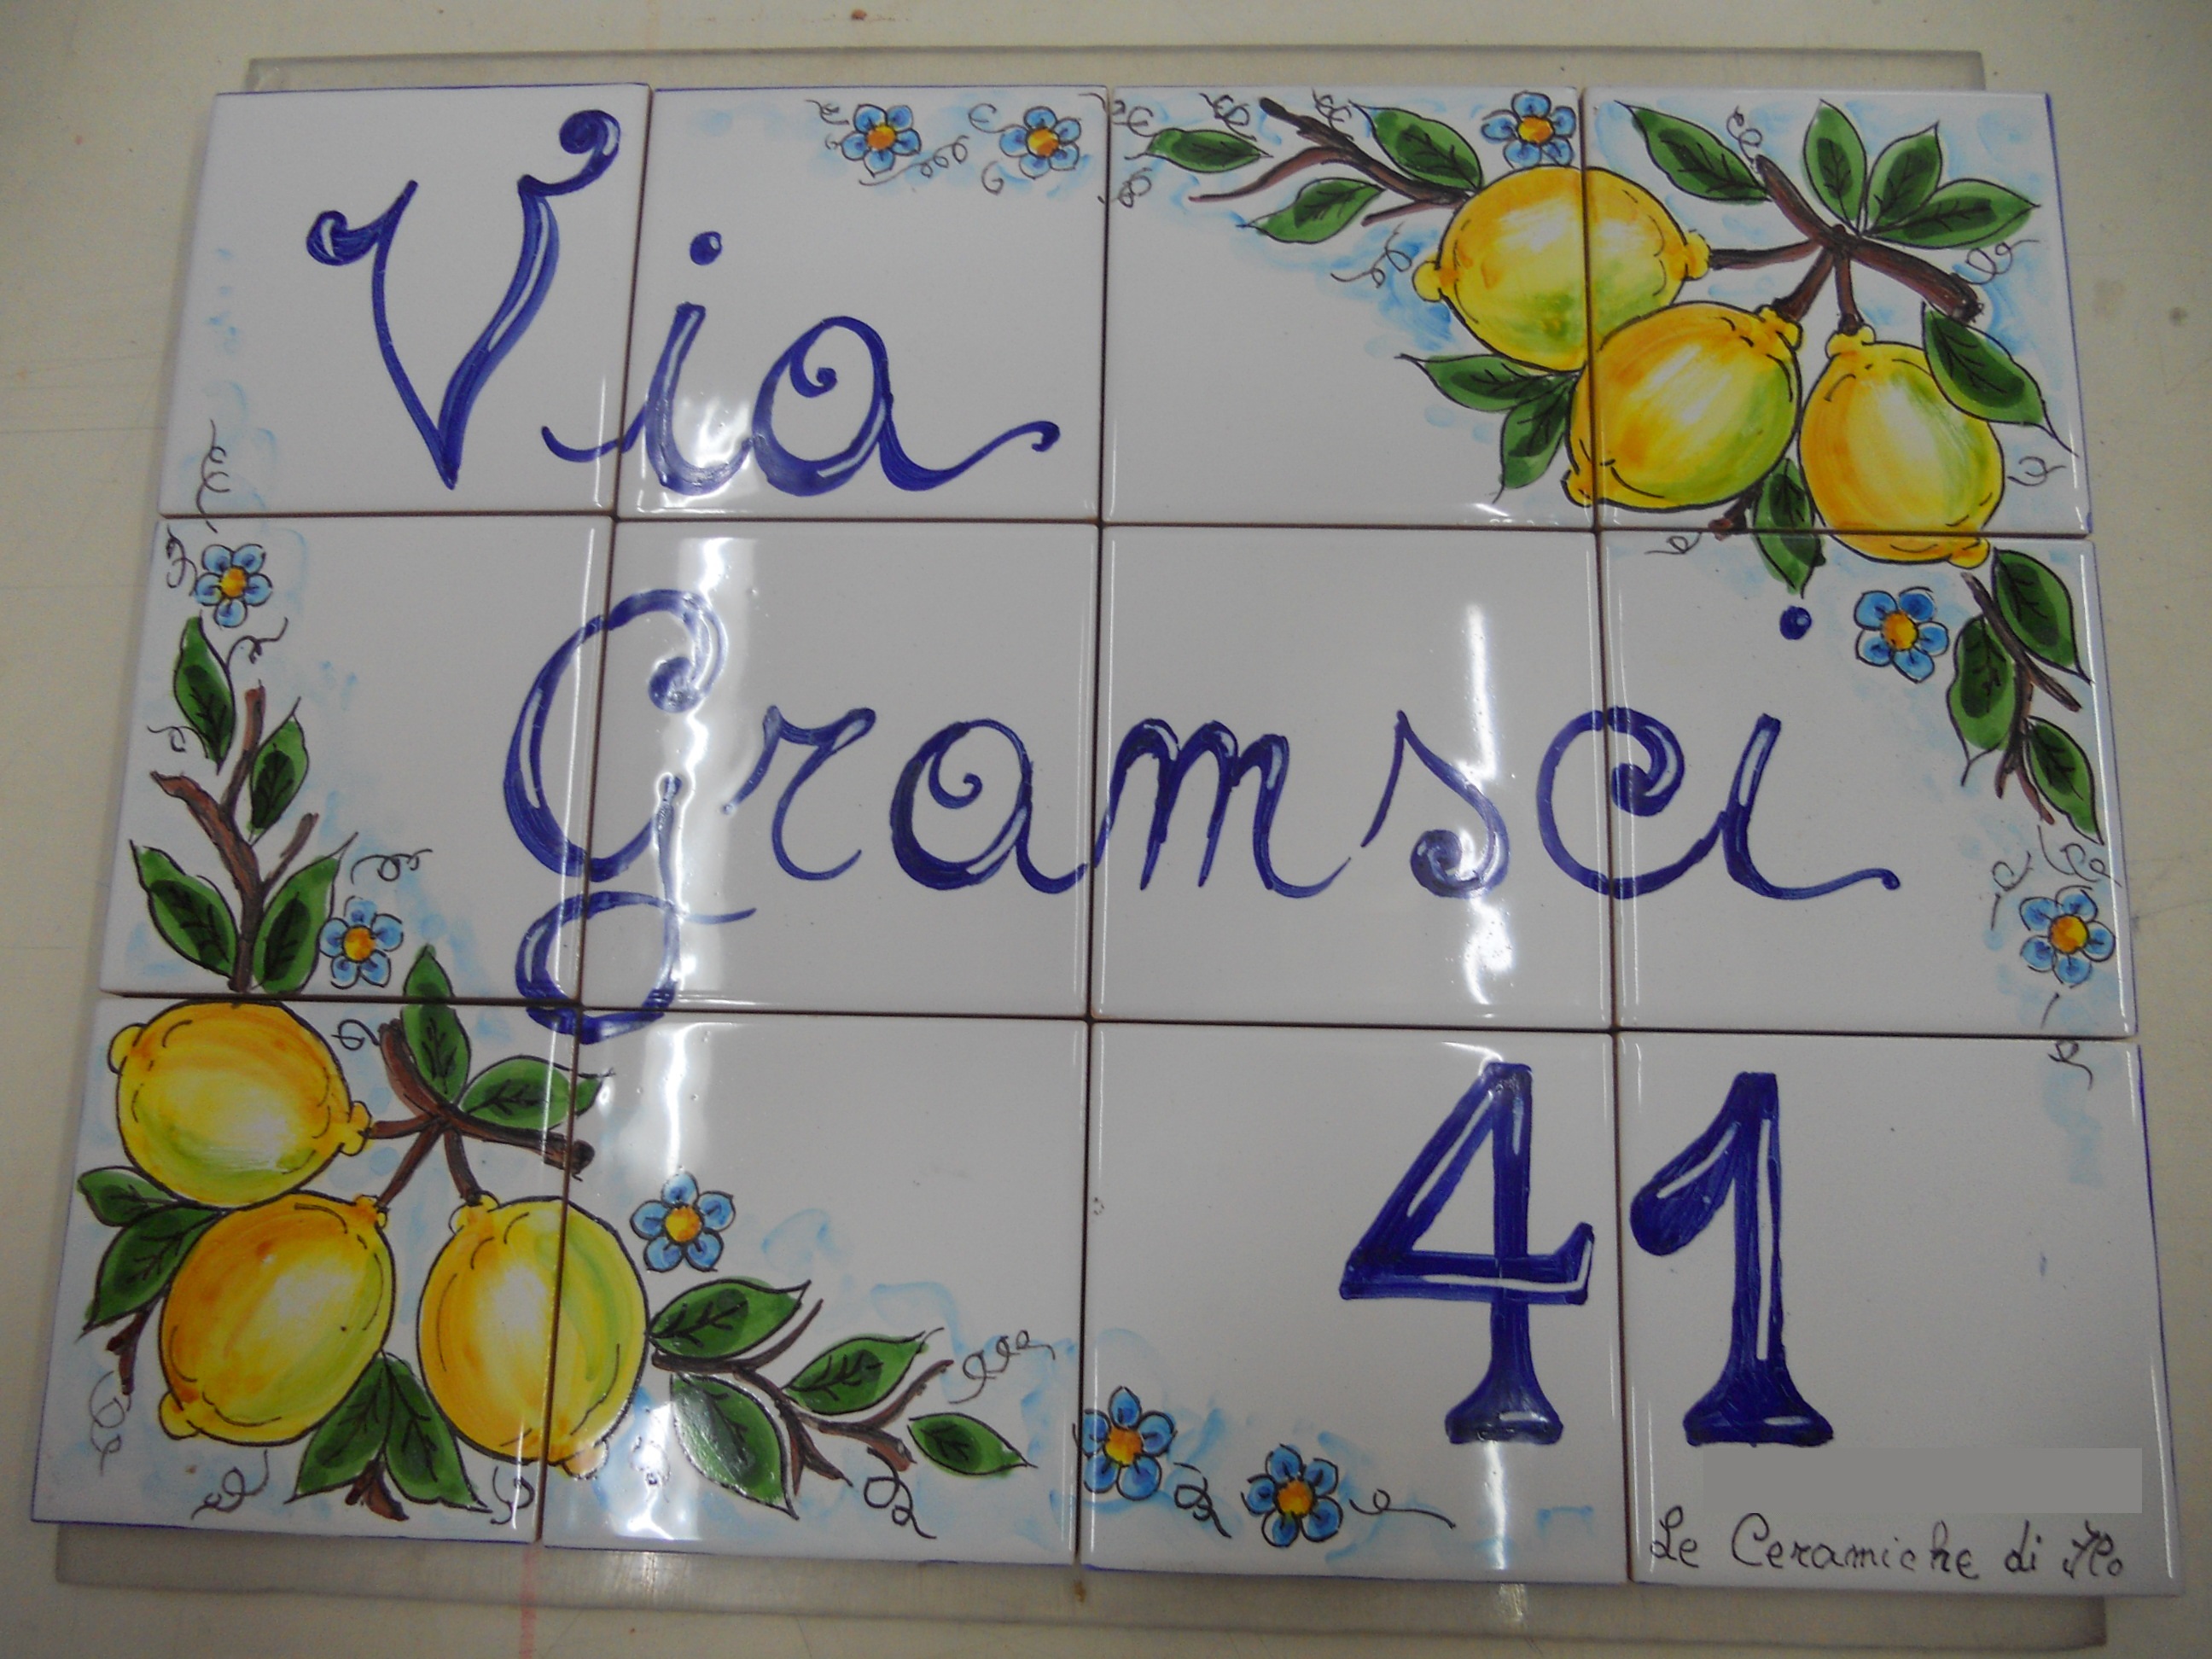 Via
Gramsci
41
Le Ceramiche di